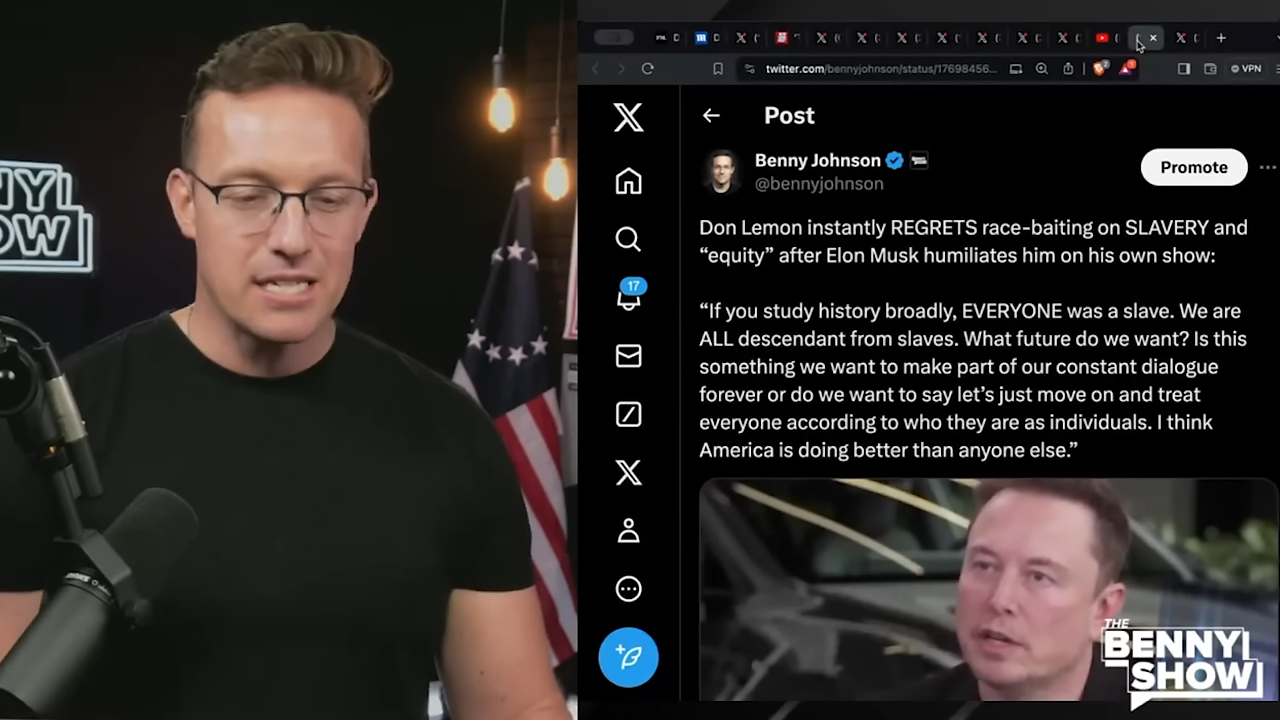 NYI
OW
twitter.com/bennyjohnson/status/17698456...
VPN
Post
Benny Johnson
@bennyjohnson
Promote
17
Don Lemon instantly REGRETS race-baiting on SLAVERY and
“equity” after Elon Musk humiliates him on his own show:
“If you study history broadly, EVERYONE was a slave. We are
ALL descendant from slaves. What future do we want? Is this
something we want to make part of our constant dialogue
forever or do we want to say let’s just move on and treat
everyone according to who they are as individuals. I think
America is doing better than anyone else.”
THE
BENNY
SHOW